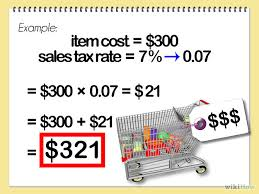 Example:
item cost = $300
sales tax rate = 7% → 0.07
= $300 × 0.07 = $21
= $300 + $21
= $321
$$$
wikiHow